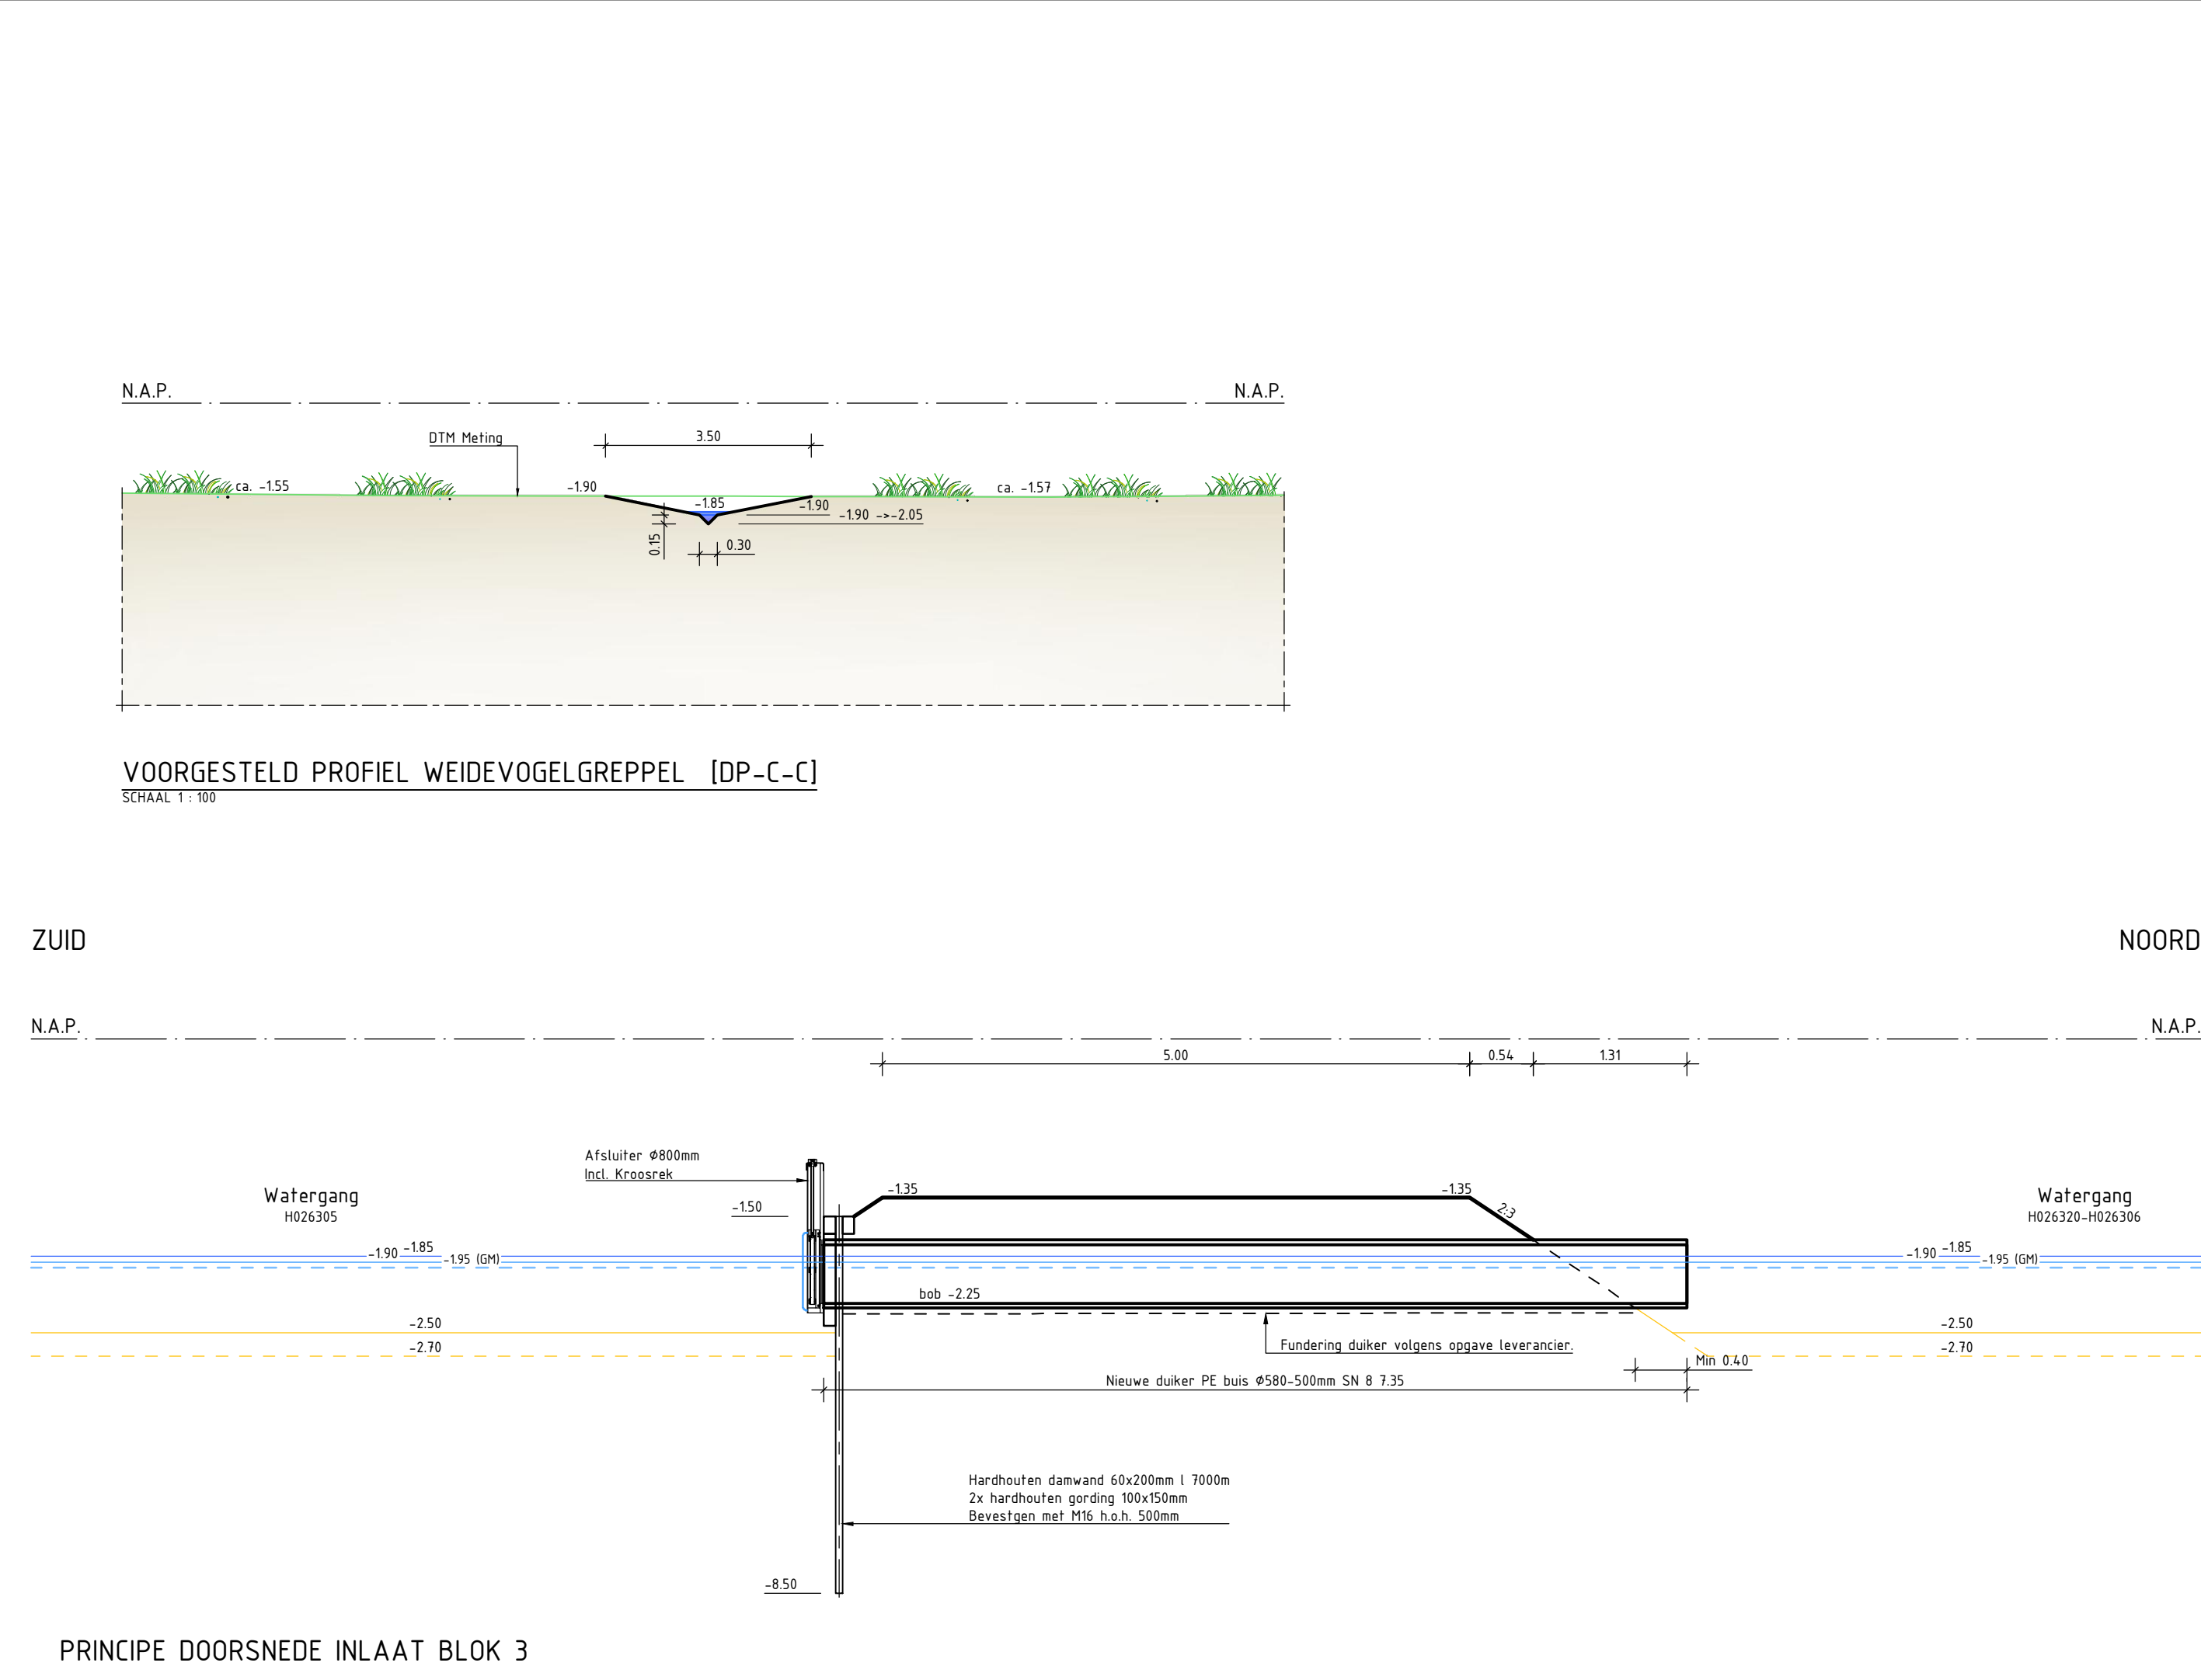 N.A.P.
N.A.P.
DTM Meting
3.50
ca. -1.55
-1.90
-1.85
-1.90
-1.90 ->-2.05
ca. -1.57
0.15
0.30
VOORGESTELD PROFIEL WEIDEVOGELGREPPEL [DP-C-C]
SCHAAL 1 : 100
ZUID
NOORD
N.A.P.
N.A.P.
5.00
0.54
1.31
Afsluiter Ø800mm
Incl. Kroosrek
Watergang
H026305
-1.50
-1.35
-1.35
2:3
Watergang
H026320-H026306
-1.90
-1.85
-1.95 (GM)
-1.90
-1.85
-1.95 (GM)
bob -2.25
-2.50
-2.70
Fundering duiker volgens opgave leverancier.
-2.50
-2.70
Min 0.40
Nieuwe duiker PE buis Ø580-500mm SN 8 7.35
Hardhouten damwand 60x200mm l 7000m
2x hardhouten gording 100x150mm
Bevestgen met M16 h.o.h. 500mm
-8.50
PRINCIPE DOORSNEDE INLAAT BLOK 3